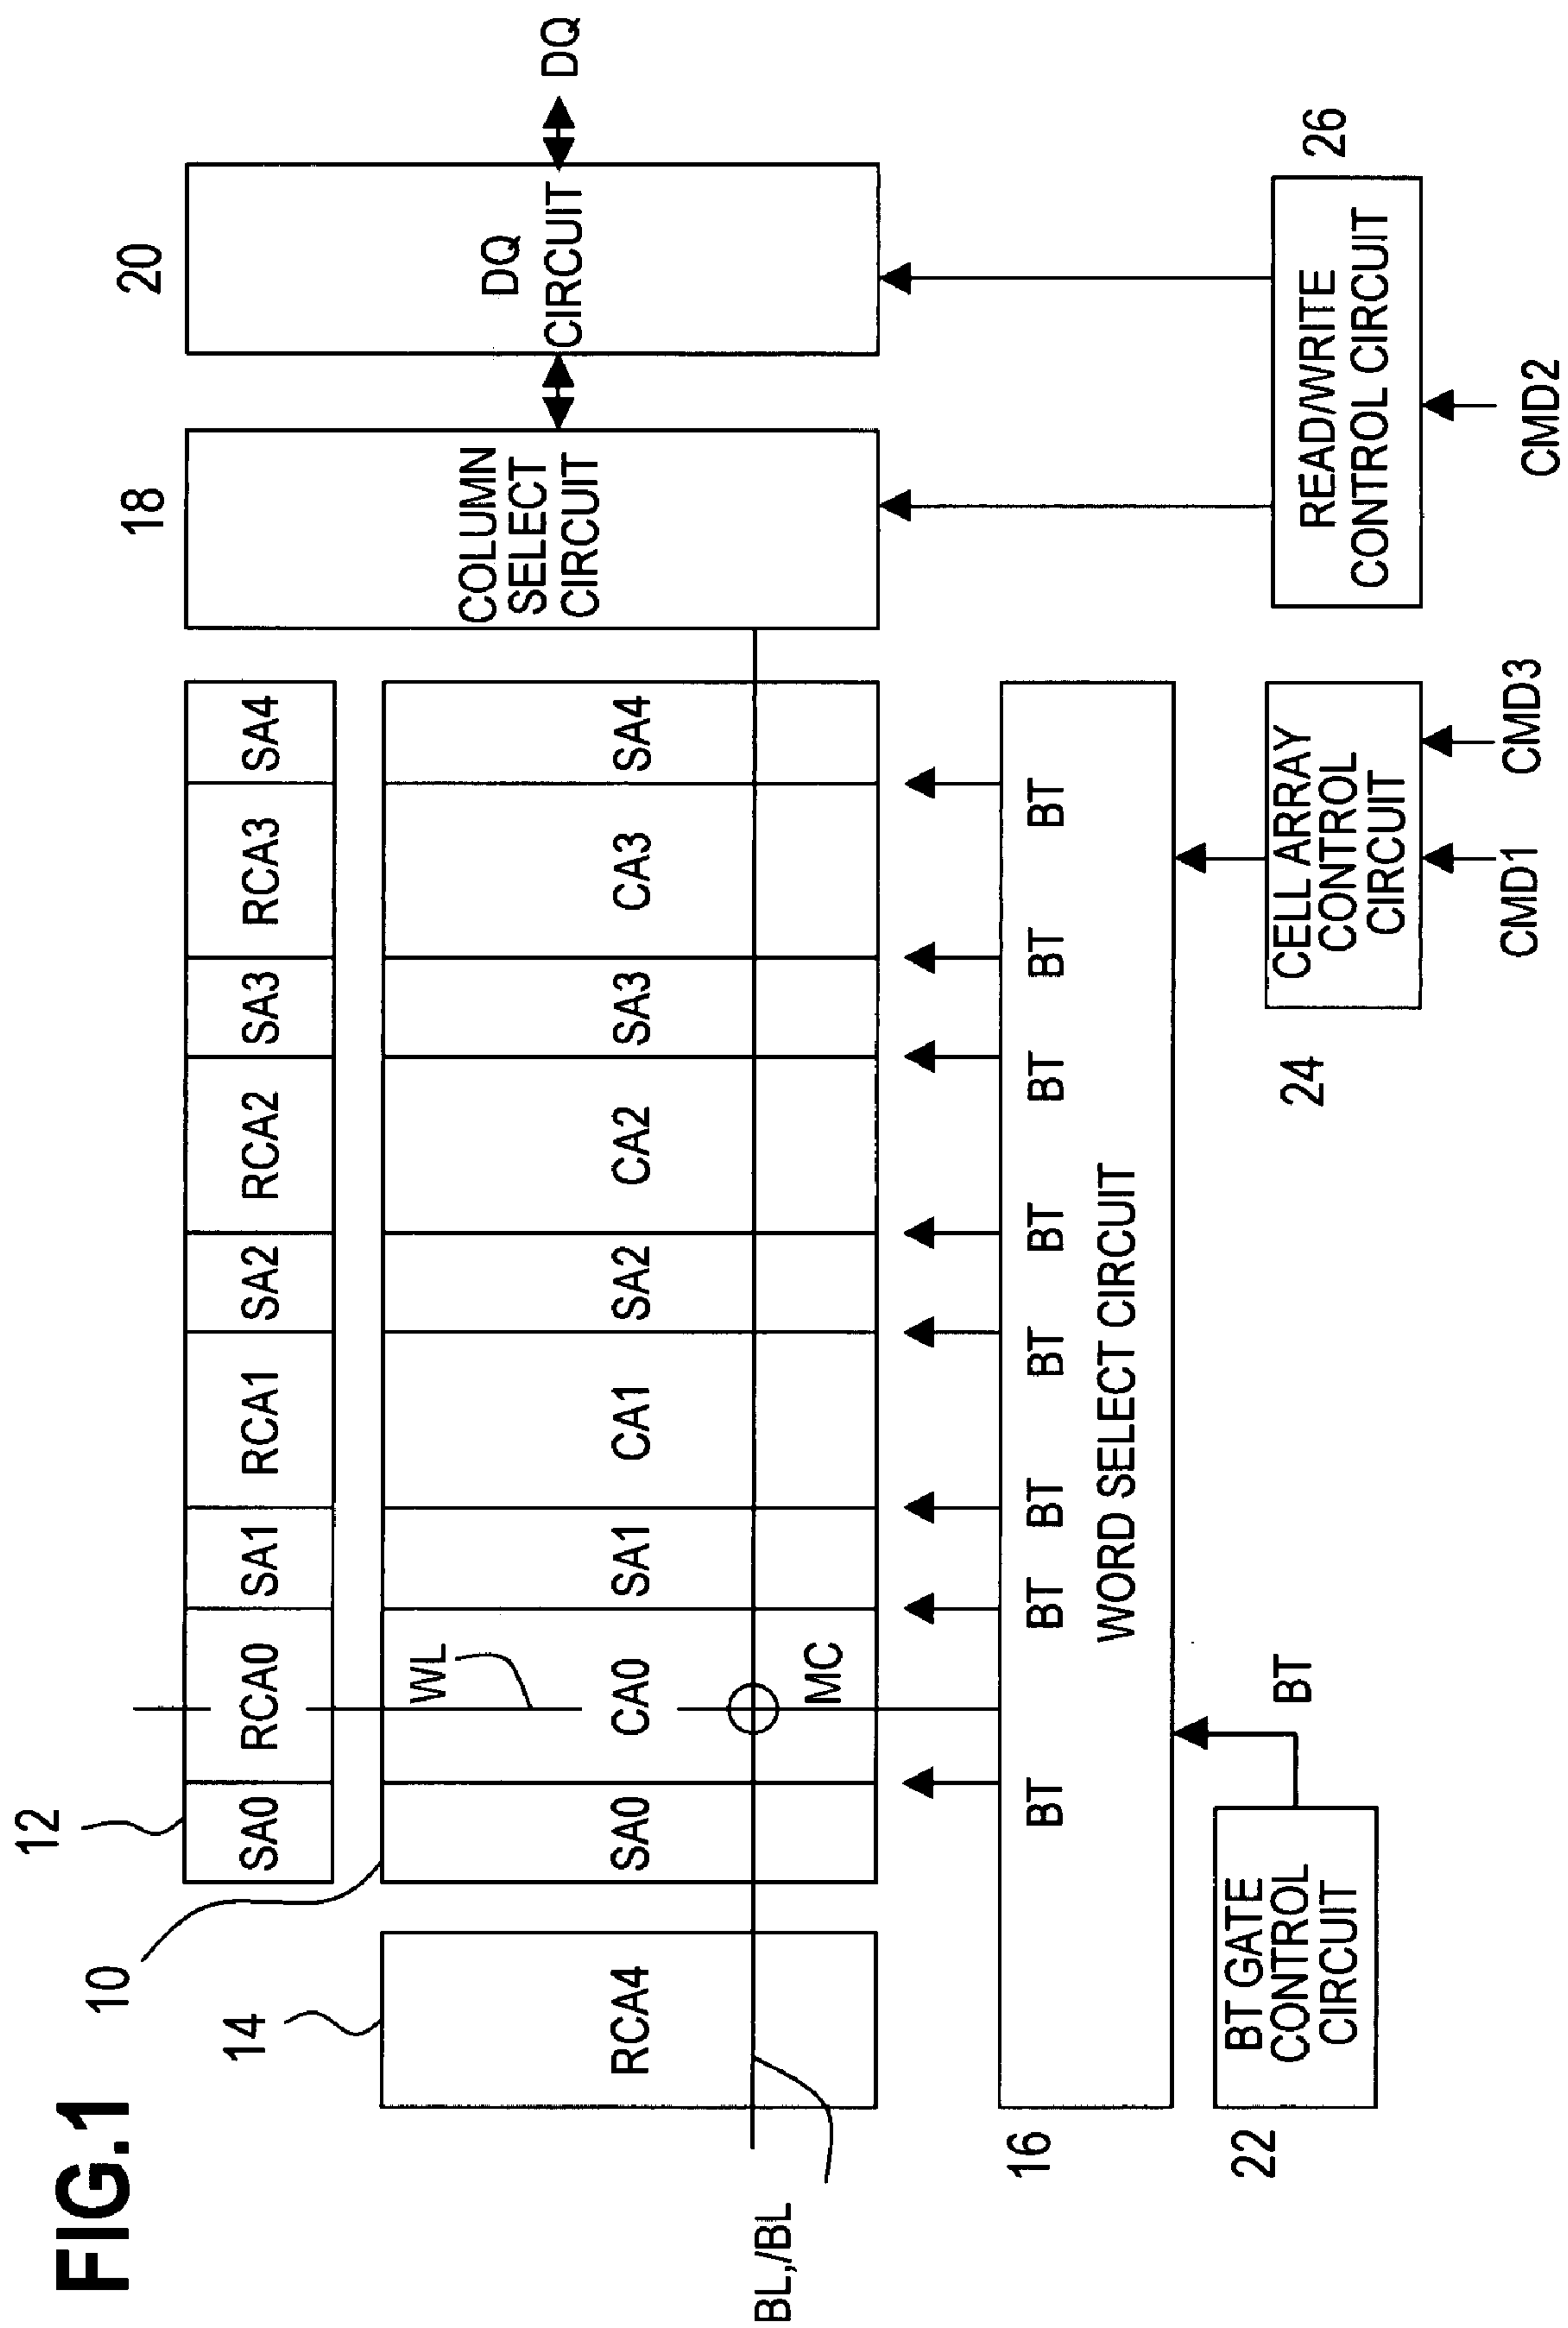 FIG.1
12
SA0
RCA0
SA1
RCA1
SA2
RCA2
SA3
RCA3
SA4
10
WL
SA0
CA0
SA1
CA1
SA2
CA2
SA3
CA3
SA4
MC
14
RCA4
BL,/BL
18
COLUMN
SELECT
CIRCUIT
20
DQ
CIRCUIT
DQ
BT
BT
BT
BT
BT
BT
BT
BT
16
WORD SELECT CIRCUIT
BT
22
BT GATE
CONTROL
CIRCUIT
24
CELL ARRAY
CONTROL
CIRCUIT
CMD1
CMD3
26
READ/WRITE
CONTROL CIRCUIT
CMD2